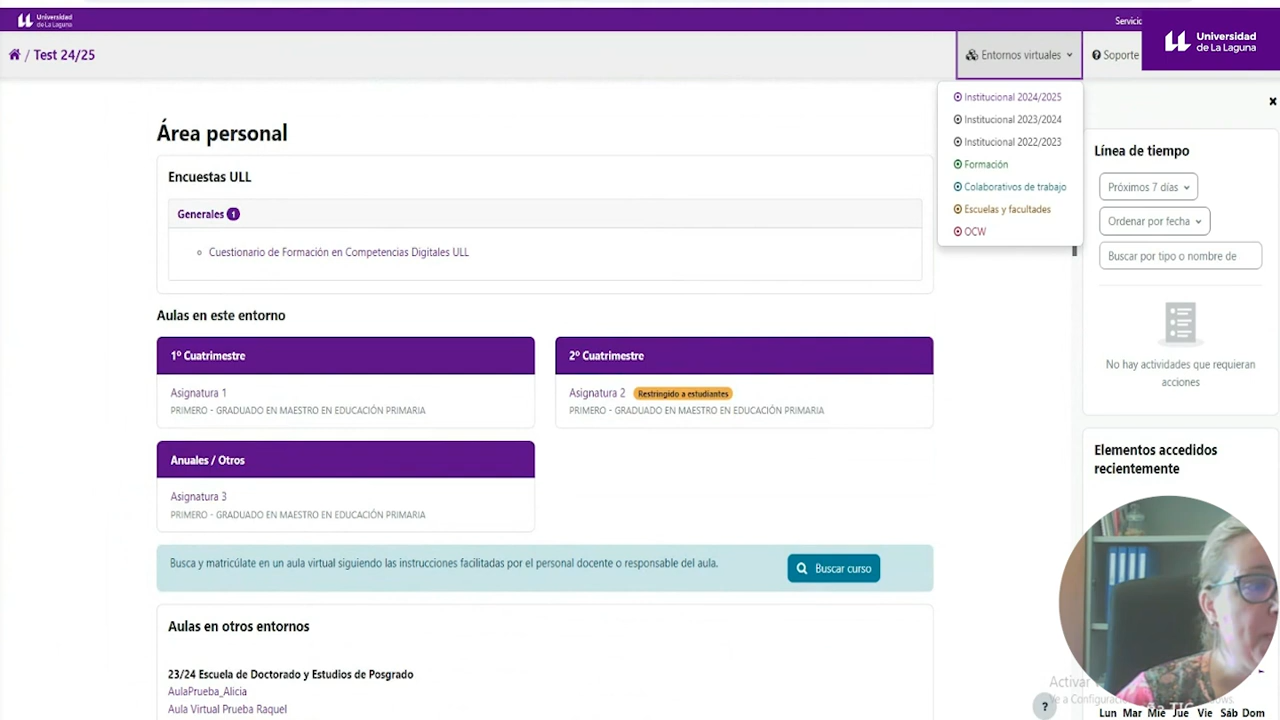 Universidad
de La Laguna
Servicio
Universidad
de La Laguna
/ Test 24/25
Entornos virtuales
Soporte
Institucional 2024/2025
Institucional 2023/2024
Institucional 2022/2023
Formación
Colaborativos de trabajo
Escuelas y facultades
OCW
Área personal
Encuestas ULL
Generales 1
Cuestionario de Formación en Competencias Digitales ULL
Aulas en este entorno
1º Cuatrimestre
Asignatura 1
PRIMERO - GRADUADO EN MAESTRO EN EDUCACIÓN PRIMARIA
2º Cuatrimestre
Asignatura 2 Restringido a estudiantes
PRIMERO - GRADUADO EN MAESTRO EN EDUCACIÓN PRIMARIA
Anuales / Otros
Asignatura 3
PRIMERO - GRADUADO EN MAESTRO EN EDUCACIÓN PRIMARIA
Busca y matricúlate en un aula virtual siguiendo las instrucciones facilitadas por el personal docente o responsable del aula.
Buscar curso
Aulas en otros entornos
23/24 Escuela de Doctorado y Estudios de Posgrado
AulaPrueba_Alicia
Aula Virtual Prueba Raquel
Línea de tiempo
Próximos 7 días
Ordenar por fecha
Buscar por tipo o nombre de
No hay actividades que requieran
acciones
Elementos accedidos
recientemente
Activar
?
Lun Mar Mié Jue Vie Sáb Dom